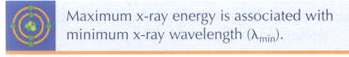 Maximum x-ray energy is associated with
minimum x-ray wavelength (λmin).